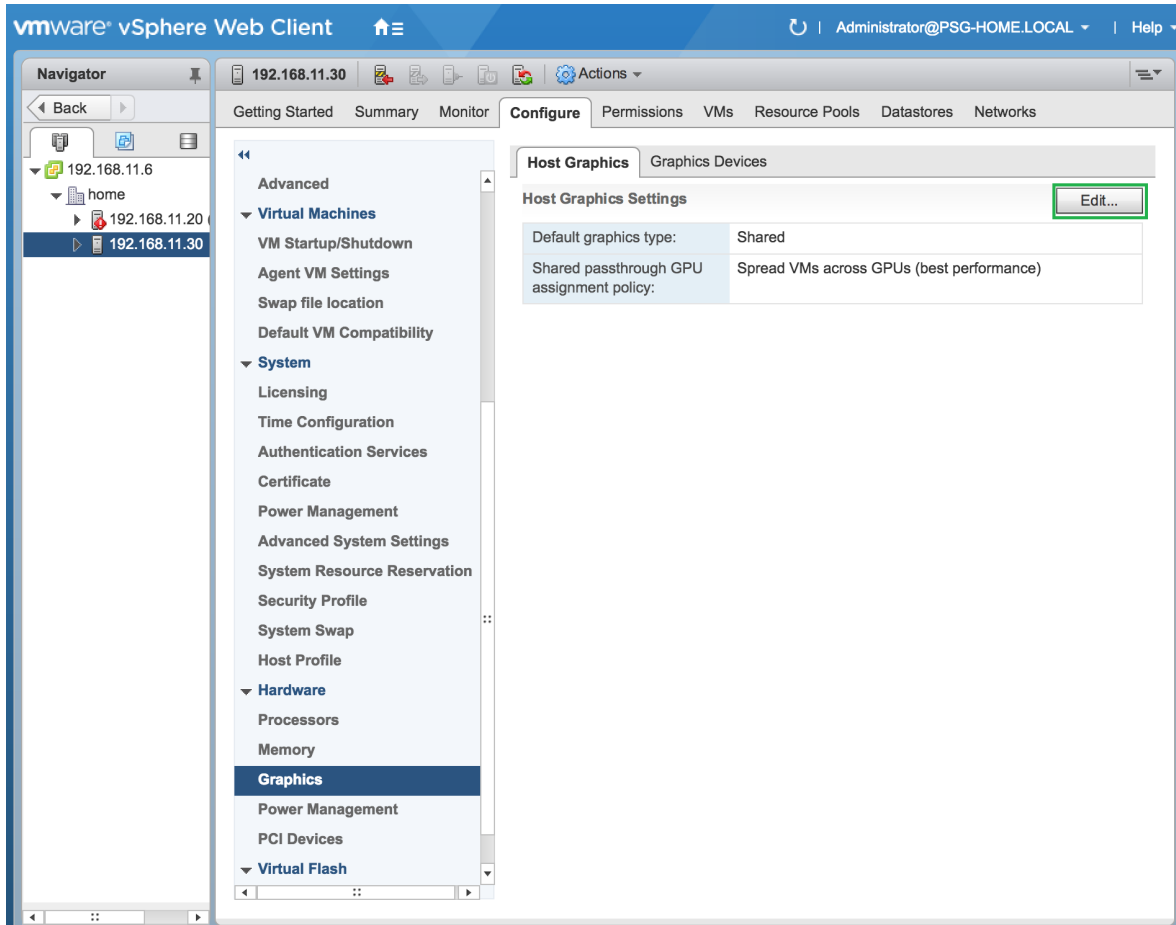 vmware® vSphere Web Client
Administrator@PSG-HOME.LOCAL
Help
Navigator
Back
192.168.11.6
home
192.168.11.20 (
192.168.11.30
192.168.11.30
Actions
Getting Started Summary Monitor Configure Permissions VMs Resource Pools Datastores Networks
Advanced
Virtual Machines
VM Startup/Shutdown
Agent VM Settings
Swap file location
Default VM Compatibility
System
Licensing
Time Configuration
Authentication Services
Certificate
Power Management
Advanced System Settings
System Resource Reservation
Security Profile
System Swap
Host Profile
Hardware
Processors
Memory
Graphics
Power Management
PCI Devices
Virtual Flash
Host Graphics Graphics Devices
Host Graphics Settings
Edit...
Default graphics type: Shared
Shared passthrough GPU Spread VMs across GPUs (best performance)
assignment policy: